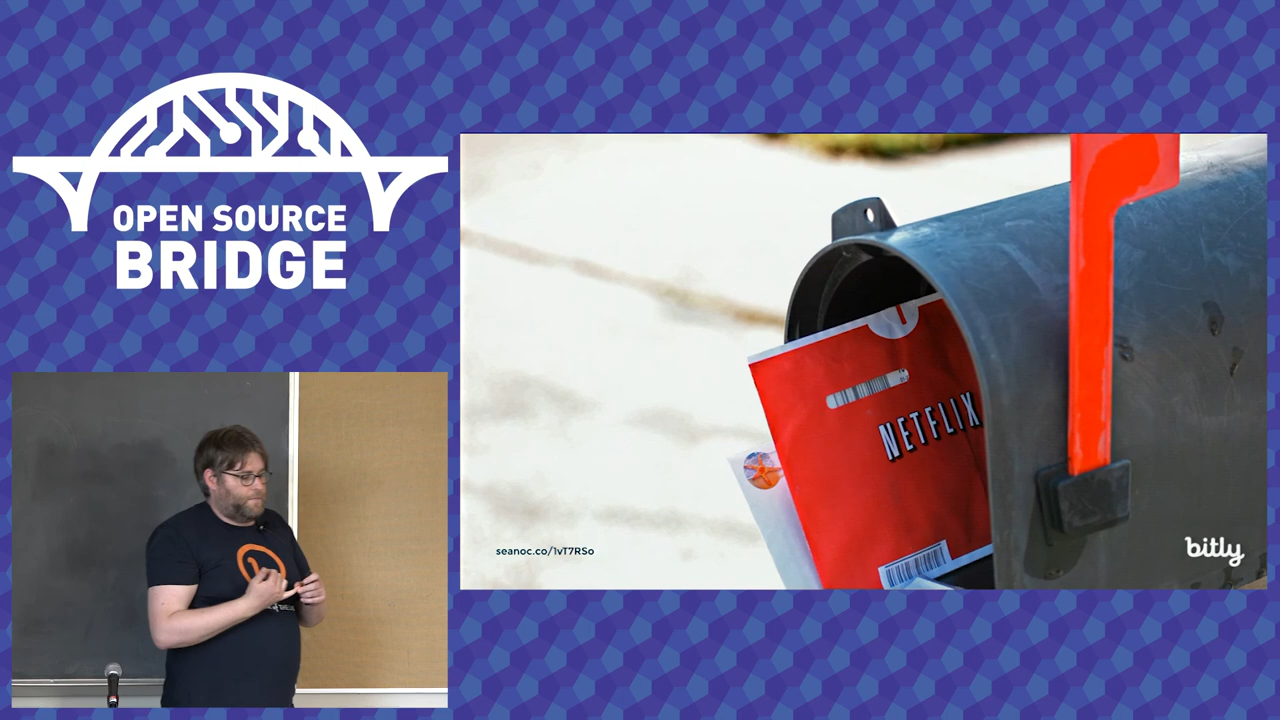 OPEN SOURCE
BRIDGE
NETFLIX
seanoc.co/1vT7RSo
bitly